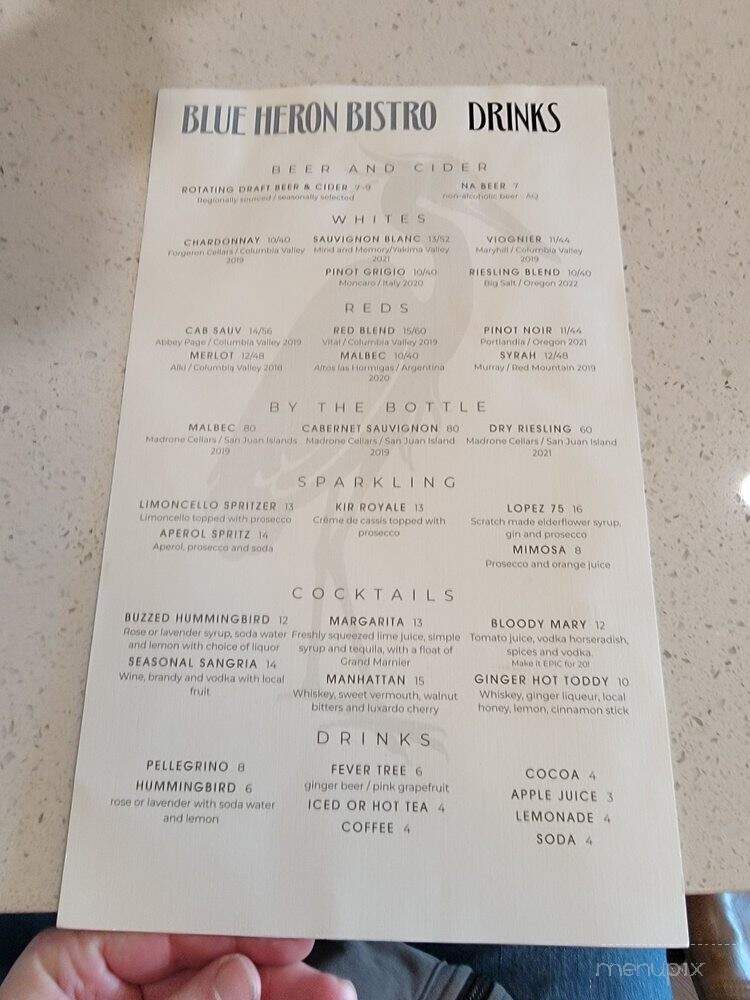 BLUE HERON BISTRO DRINKS
BEER AND CIDER
ROTATING DRAFT BEER & CIDER 7-9
Regionally sourced / seasonally selected
NA BEER 7
non-alcoholic beer AQ
WHITES
CHARDONNAY 10/40
Forgeron Cellars / Columbia Valley
2019
SAUVIGNON BLANC 13/52
Mind and Memory/Yakima Valley
2021
PINOT GRIGIO 10/40
Moncaro / Italy 2020
VIOGNIER 11/44
Maryhill / Columbia Valley
2019
RIESLING BLEND 10/40
Big Salt / Oregon 2022
REDS
CAB SAUV 14/56
Abbey Page / Columbia Valley 2019
MERLOT 12/48
Alki / Columbia Valley 2018
RED BLEND 15/60
Vital / Columbia Valley 2019
MALBEC 10/40
Altos las Hormigas / Argentina
2020
PINOT NOIR 11/44
Portlandia / Oregon 2021
SYRAH 12/48
Murray / Red Mountain 2019
BY THE BOTTLE
MALBEC 80
Madrone Cellars / San Juan Islands
2019
CABERNET SAUVIGNON 80
Madrone Cellars / San Juan Island
2019
DRY RIESLING 60
Madrone Cellars / San Juan Island
2021
SPARKLING
LIMONCELLO SPRITZER 13
Limoncello topped with prosecco
APEROL SPRITZ 14
Aperol, prosecco and soda
KIR ROYALE 13
Crème de cassis topped with
prosecco
LOPEZ 75 16
Scratch made elderflower syrup,
gin and prosecco
MIMOSA 8
Prosecco and orange juice
COCKTAILS
BUZZED HUMMINGBIRD 12
Rose or lavender syrup, soda water
and lemon with choice of liquor
SEASONAL SANGRIA 14
Wine, brandy and vodka with local
fruit
MARGARITA 13
Freshly squeezed lime juice, simple
syrup and tequila, with a float of
Grand Marnier
MANHATTAN 15
Whiskey, sweet vermouth, walnut
bitters and luxardo cherry
BLOODY MARY 12
Tomato juice, vodka horseradish,
spices and vodka.
Make it EPIC for 20!
GINGER HOT TODDY 10
Whiskey, ginger liqueur, local
honey, lemon, cinnamon stick
DRINKS
PELLEGRINO 8
HUMMINGBIRD 6
rose or lavender with soda water
and lemon
FEVER TREE 6
ginger beer / pink grapefruit
ICED OR HOT TEA 4
COFFEE 4
COCOA 4
APPLE JUICE 3
LEMONADE 4
SODA 4
menupix